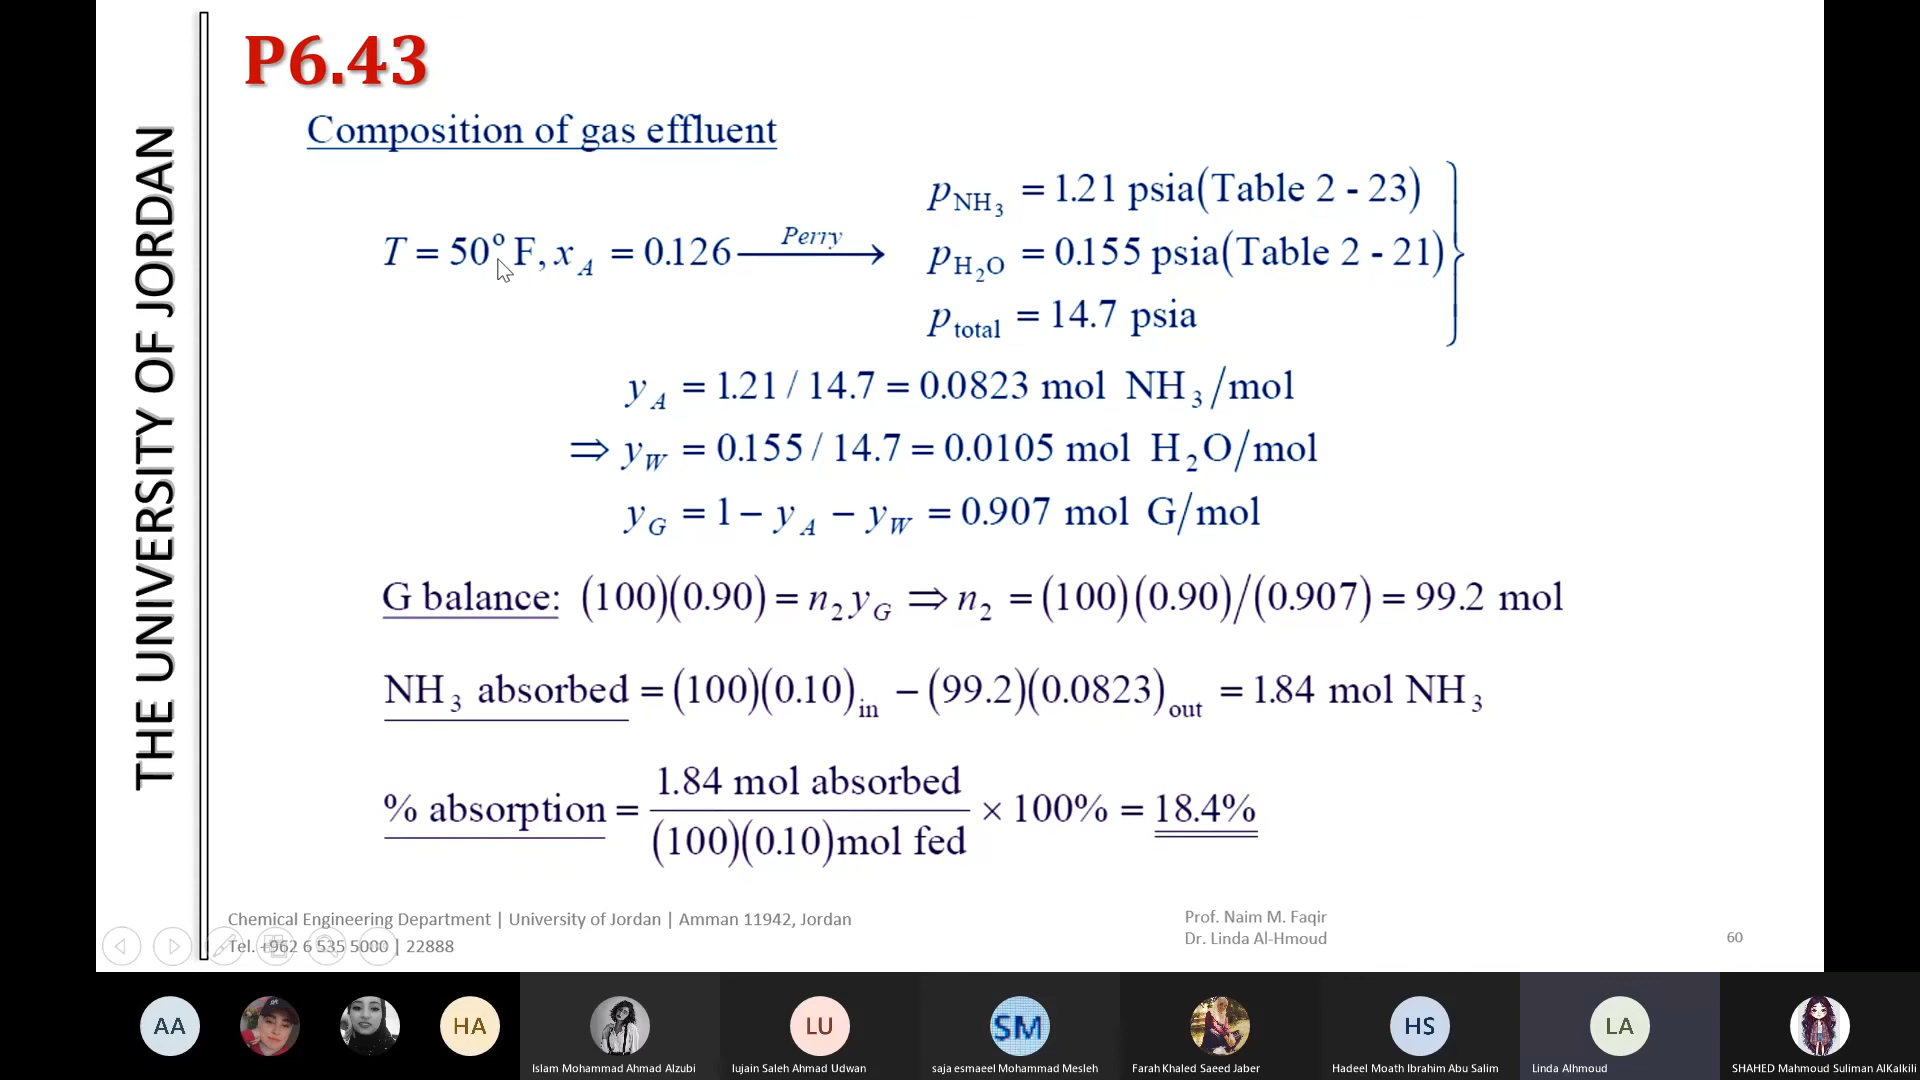 THE UNIVERSITY OF JORDAN
P6.43
Composition of gas effluent
T = 50° F, x_A = 0.126 —Perry→
p_NH₃ = 1.21 psia(Table 2 - 23)
p_H₂O = 0.155 psia(Table 2 - 21)
p_total = 14.7 psia
y_A = 1.21 / 14.7 = 0.0823 mol NH₃/mol
⇒ y_W = 0.155 / 14.7 = 0.0105 mol H₂O/mol
y_G = 1 − y_A − y_W = 0.907 mol G/mol
G balance: (100)(0.90) = n₂y_G ⇒ n₂ = (100)(0.90)/(0.907) = 99.2 mol
NH₃ absorbed = (100)(0.10)_in − (99.2)(0.0823)_out = 1.84 mol NH₃
% absorption = 1.84 mol absorbed / (100)(0.10)mol fed × 100% = 18.4%
Chemical Engineering Department | University of Jordan | Amman 11942, Jordan
Tel. +962 6 535 5000 | 22888
Prof. Naim M. Faqir
Dr. Linda Al-Hmoud
60
AA
HA
LU
SM
HS
LA
Islam Mohammad Ahmad Alzubi
lujain Saleh Ahmad Udwan
saja esmaeel Mohammad Mesleh
Farah Khaled Saeed Jaber
Hadeel Moath Ibrahim Abu Salim
Linda Alhmoud
SHAHED Mahmoud Suliman AlKalkili